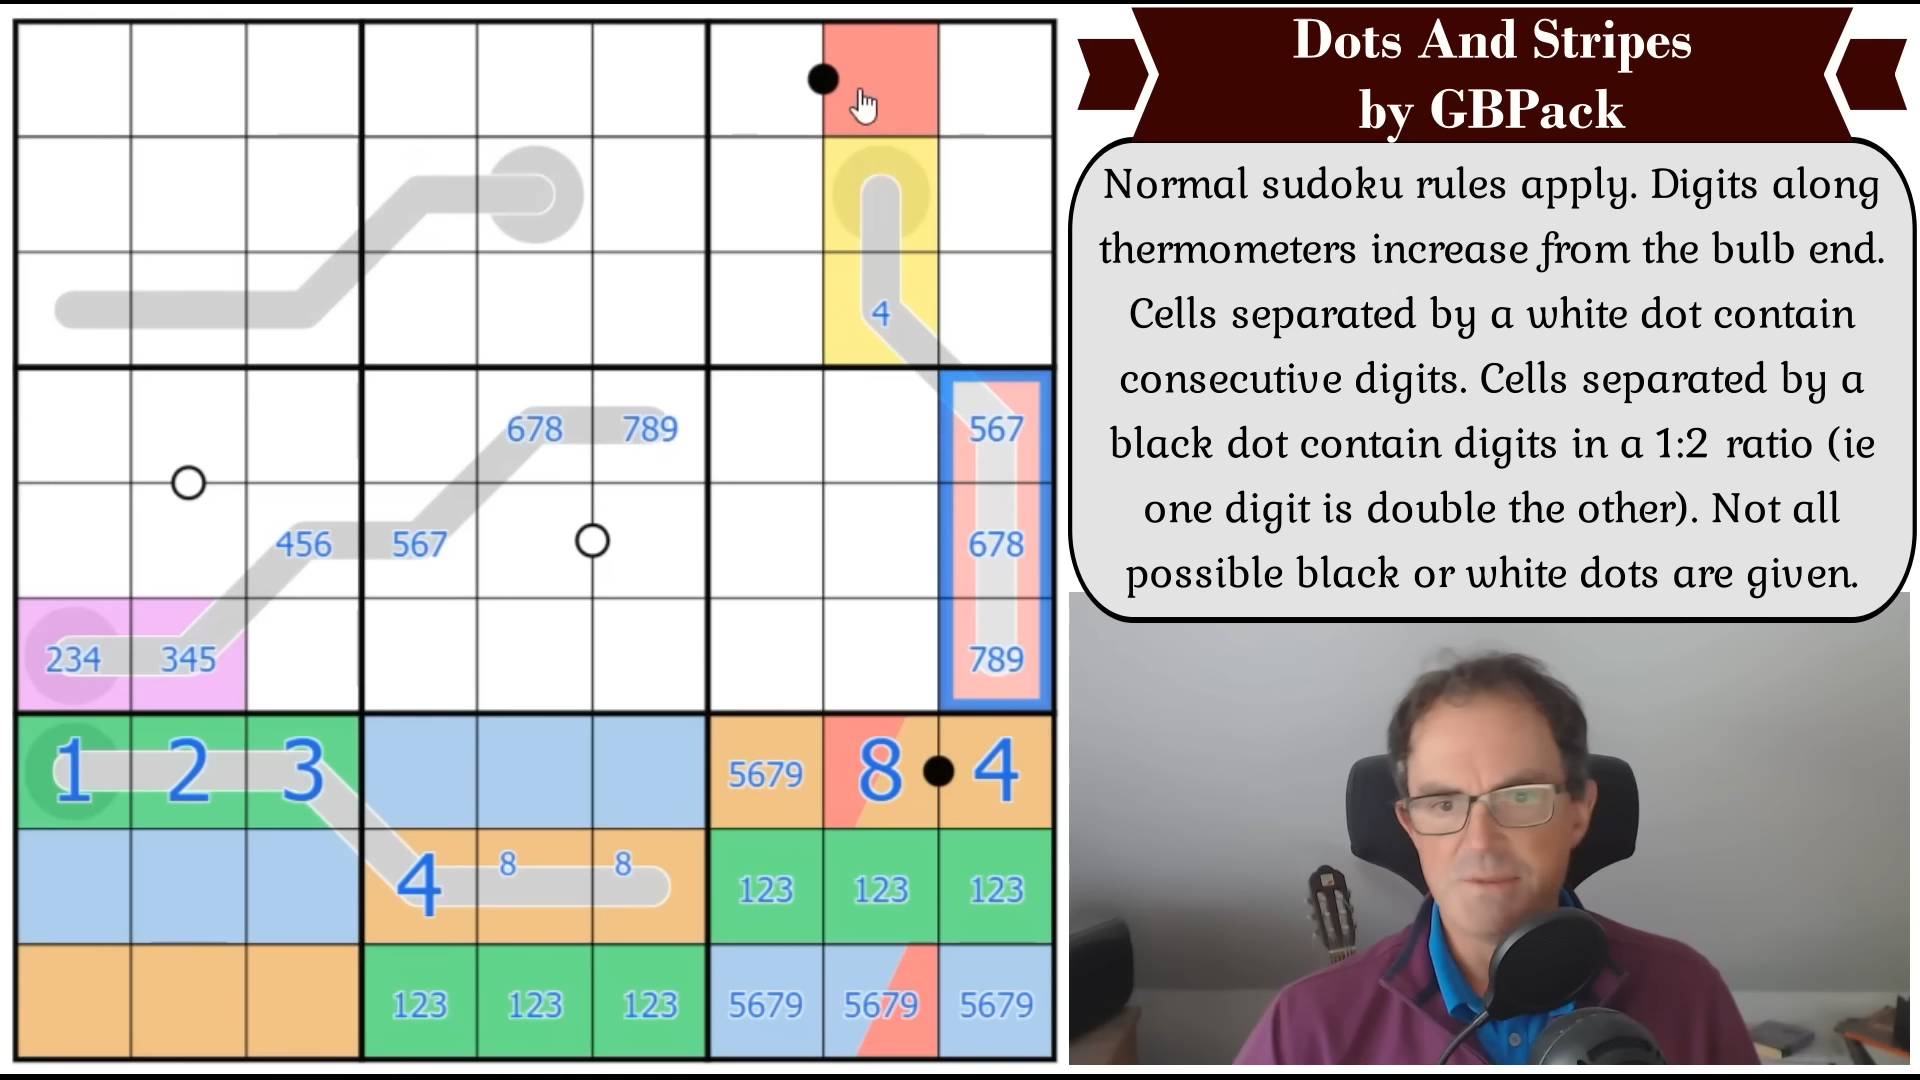 Dots And Stripes
by GBPack
Normal sudoku rules apply. Digits along
thermometers increase from the bulb end.
Cells separated by a white dot contain
consecutive digits. Cells separated by a
black dot contain digits in a 1:2 ratio (ie
one digit is double the other). Not all
possible black or white dots are given.
4
678 789 567
456 567 678
234 345 789
1 2 3 5679 8 4
4 8 8 123 123 123
123 123 123 5679 5679 5679